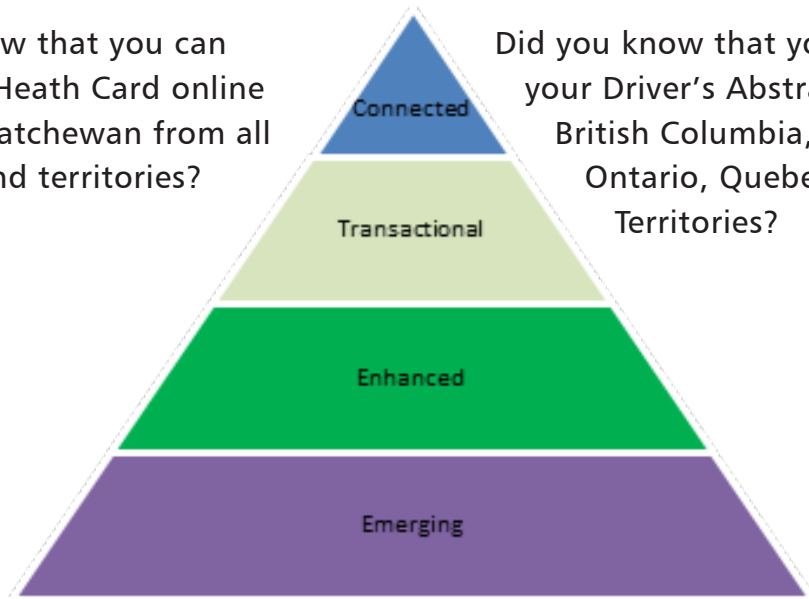 w that you can
Heath Card online
atchewan from all
nd territories?
Did you know that yo
your Driver’s Abstra
British Columbia,
Ontario, Quebe
Territories?
Connected
Transactional
Enhanced
Emerging